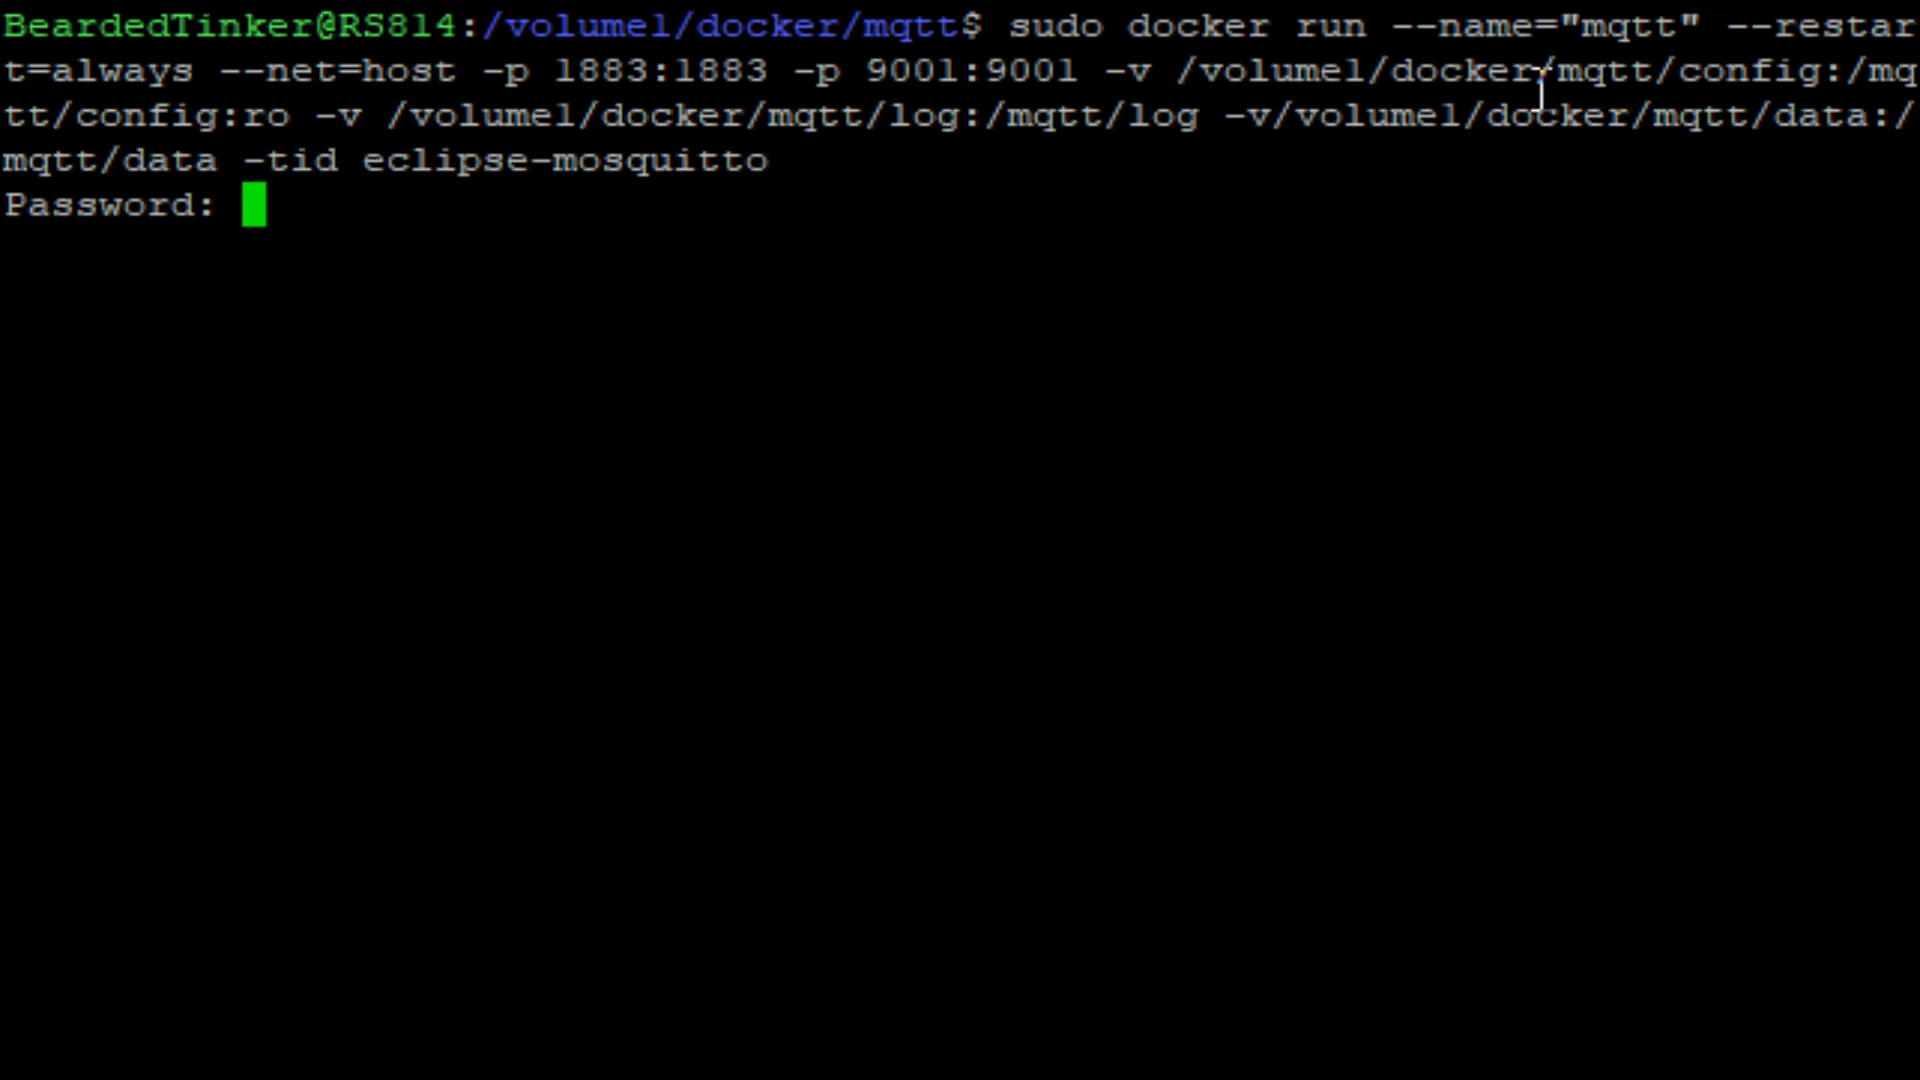 BeardedTinker@RS814:/volume1/docker/mqtt$ sudo docker run --name="mqtt" --restar
t=always --net=host -p 1883:1883 -p 9001:9001 -v /volume1/docker/mqtt/config:/mq
tt/config:ro -v /volume1/docker/mqtt/log:/mqtt/log -v/volume1/docker/mqtt/data:/
mqtt/data -tid eclipse-mosquitto
Password: